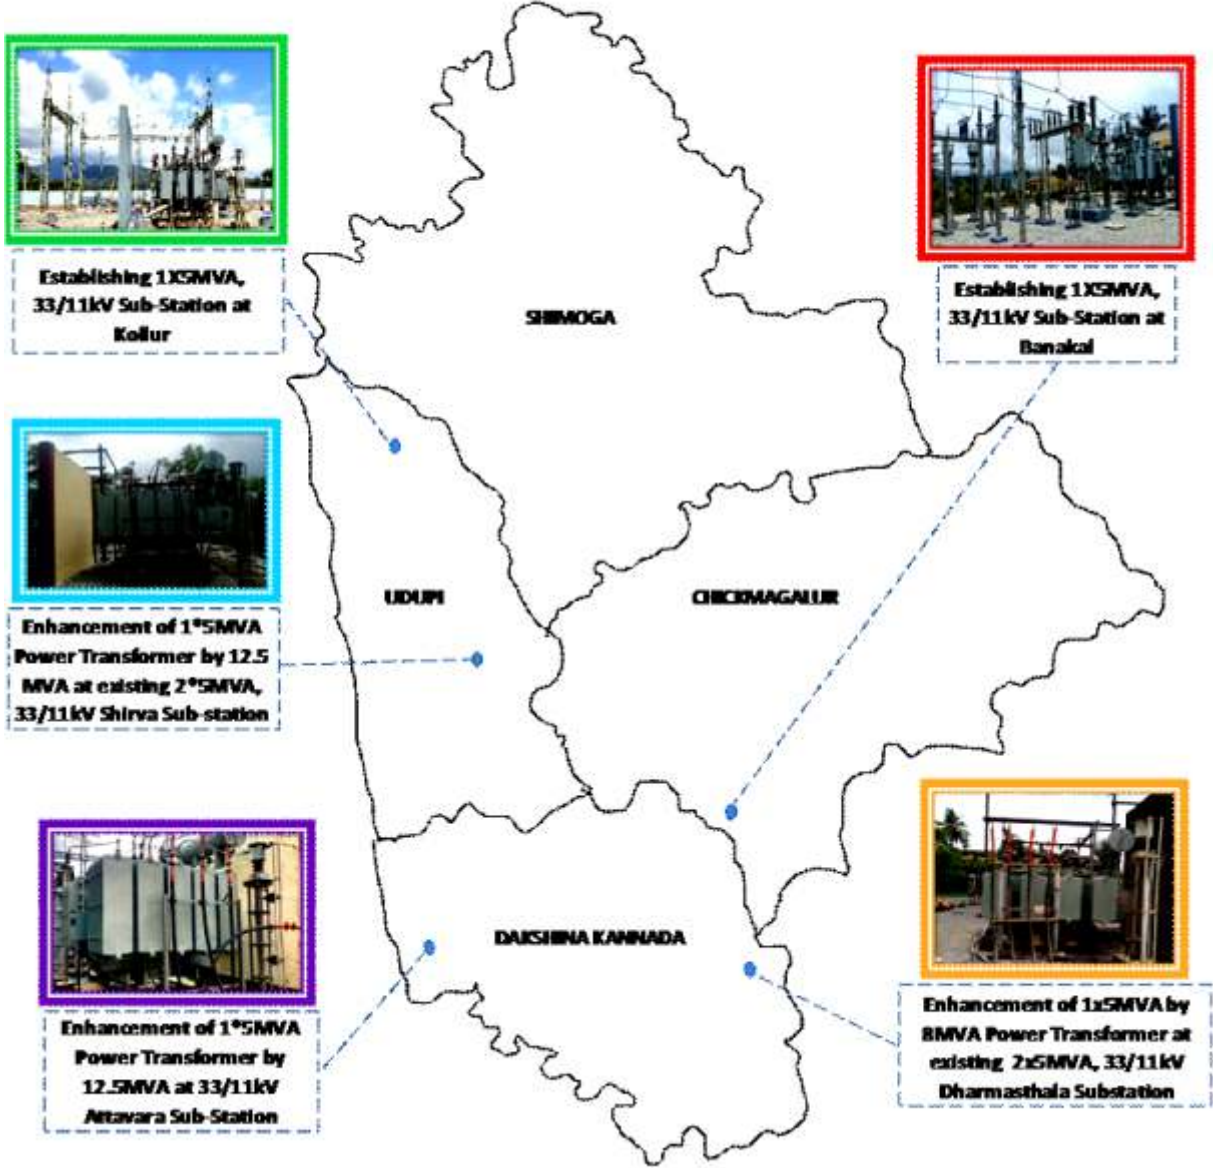 Establishing 1X5MVA,
33/11kV Sub-Station at
Kollur
Establishing 1X5MVA,
33/11kV Sub-Station at
Banakal
SHIMOGA
Enhancement of 1*5MVA
Power Transformer by 12.5
MVA at existing 2*5MVA,
33/11kV Shirva Sub-station
UDUPI
CHICKMAGALUR
DAKSHINA KANNADA
Enhancement of 1*5MVA
Power Transformer by
12.5MVA at 33/11kV
Attavara Sub-Station
Enhancement of 1x5MVA by
8MVA Power Transformer at
existing 2x5MVA, 33/11kV
Dharmasthala Substation